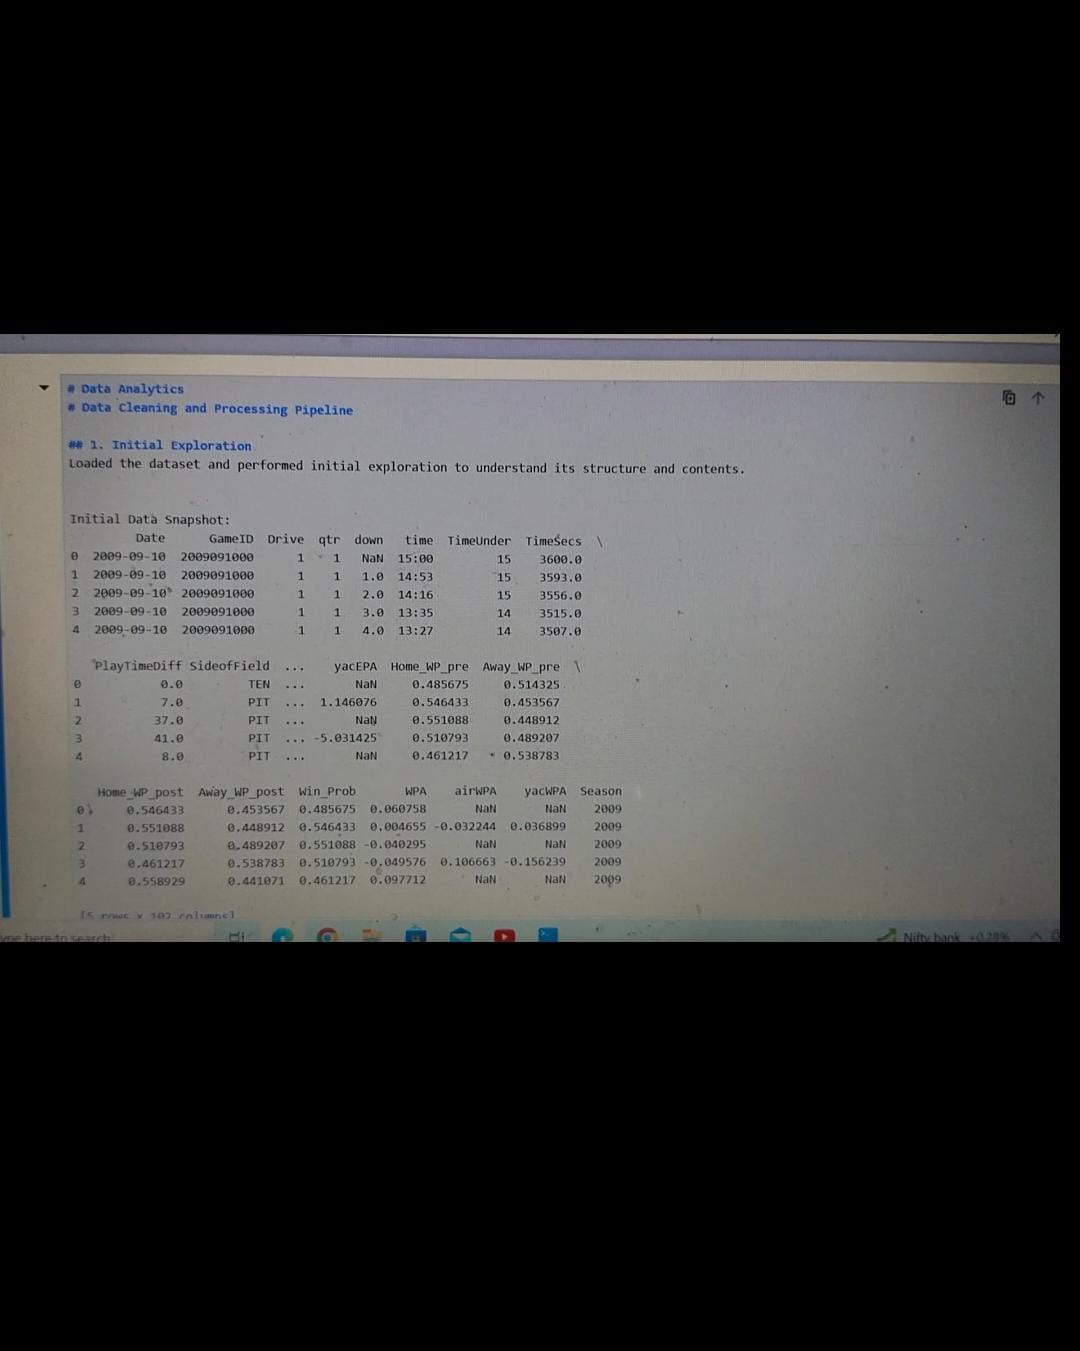 # Data Analytics
# Data Cleaning and Processing Pipeline
## 1. Initial Exploration
Loaded the dataset and performed initial exploration to understand its structure and contents.
Initial Data Snapshot:
Date GameID Drive qtr down time TimeUnder TimeSecs \
0 2009-09-10 2009091000 1 1 NaN 15:00 15 3600.0
1 2009-09-10 2009091000 1 1 1.0 14:53 15 3593.0
2 2009-09-10 2009091000 1 1 2.0 14:16 15 3556.0
3 2009-09-10 2009091000 1 1 3.0 13:35 14 3515.0
4 2009-09-10 2009091000 1 1 4.0 13:27 14 3507.0
PlayTimeDiff SideofField ... yacEPA Home_WP_pre Away_WP_pre \
0 0.0 TEN ... NaN 0.485675 0.514325
1 7.0 PIT ... 1.146076 0.546433 0.453567
2 37.0 PIT ... NaN 0.551088 0.448912
3 41.0 PIT ... -5.031425 0.510793 0.489207
4 8.0 PIT ... NaN 0.461217 0.538783
Home_WP_post Away_WP_post Win_Prob WPA airWPA yacWPA Season
0 0.546433 0.453567 0.485675 0.060758 NaN NaN 2009
1 0.551088 0.448912 0.546433 0.004655 -0.032244 0.036899 2009
2 0.510793 0.489207 0.551088 -0.040295 NaN NaN 2009
3 0.461217 0.538783 0.510793 -0.049576 0.106663 -0.156239 2009
4 0.558929 0.441071 0.461217 0.097712 NaN NaN 2009
[5 rows x 102 columns]
here to search
Nifty bank +0.28%